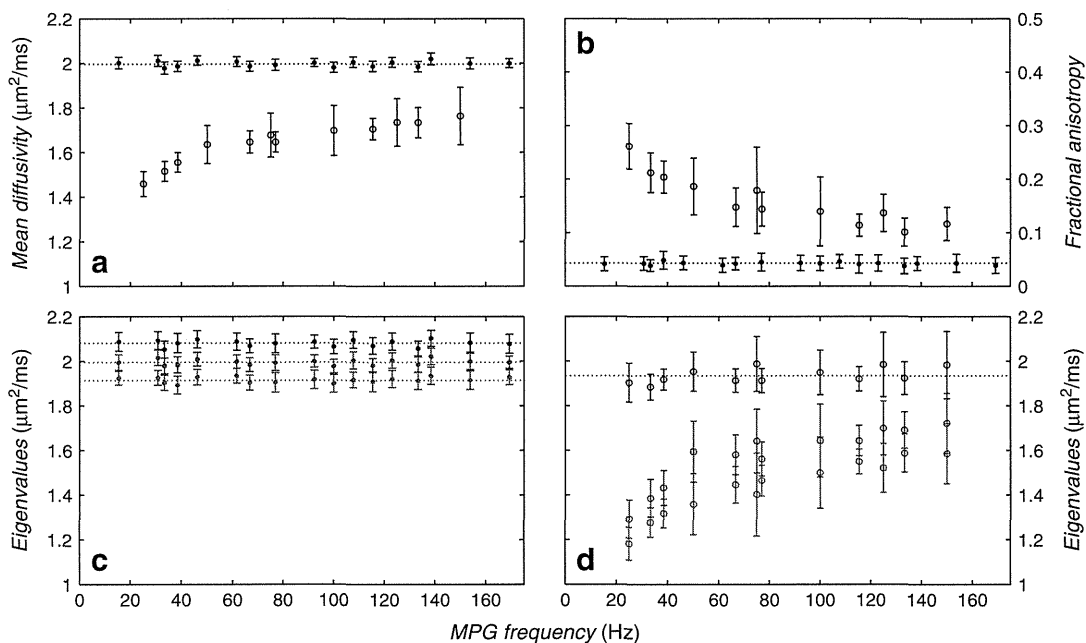 2.2
2
1.8
1.6
1.4
1.2
1
Mean diffusivity (μm²/ms)
a
b
0.5
0.4
0.3
0.2
0.1
0
Fractional anisotropy
2.2
2
1.8
1.6
1.4
1.2
1
Eigenvalues (μm²/ms)
c
d
2.2
2
1.8
1.6
1.4
1.2
1
Eigenvalues (μm²/ms)
0 20 40 60 80 100 120 140 160
0 20 40 60 80 100 120 140 160
MPG frequency (Hz)